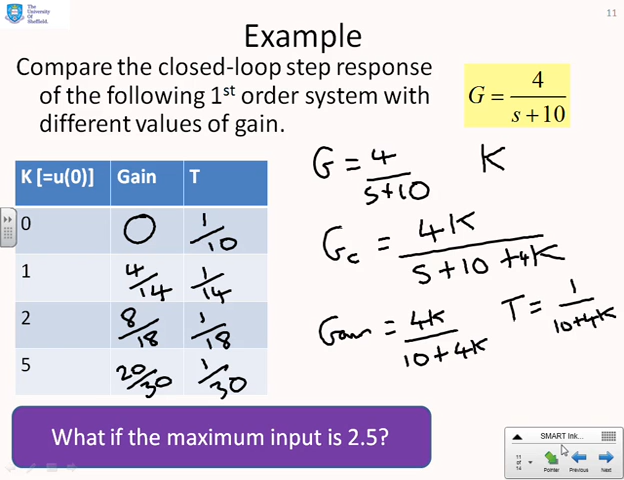 The
University
Of
Sheffield.
11
Example
Compare the closed-loop step response
of the following 1st order system with
different values of gain.
G = 4 / (s + 10)
K [=u(0)] Gain T
0 0 1/10
1 4/14 1/14
2 8/18 1/18
5 20/30 1/30
G = 4/(s+10) K
Gc = 4K/(s+10+4K)
Gain = 4K/(10+4K) T = 1/(10+4K)
What if the maximum input is 2.5?
SMART Ink...
11
of
14
Pointer Previous Next